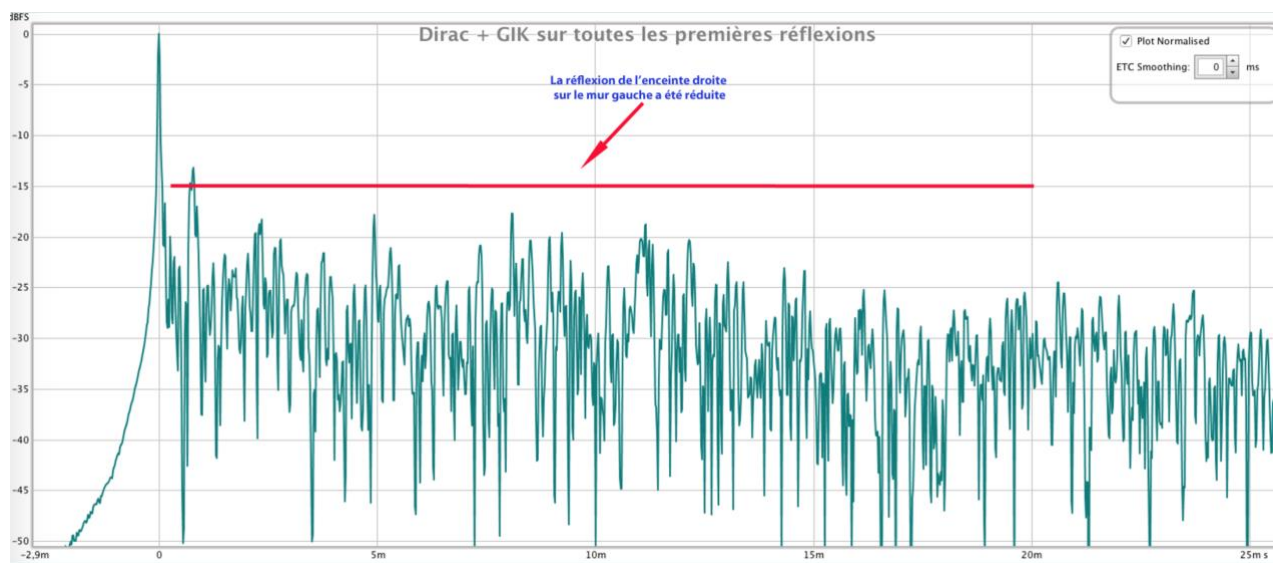 dBFS
Dirac + GIK sur toutes les premières réflexions
Plot Normalised
ETC Smoothing: 0 ms
La réflexion de l’enceinte droite
sur le mur gauche a été réduite
0
-5
-10
-15
-20
-25
-30
-35
-40
-45
-50
-2,9m 0 5m 10m 15m 20m 25m s